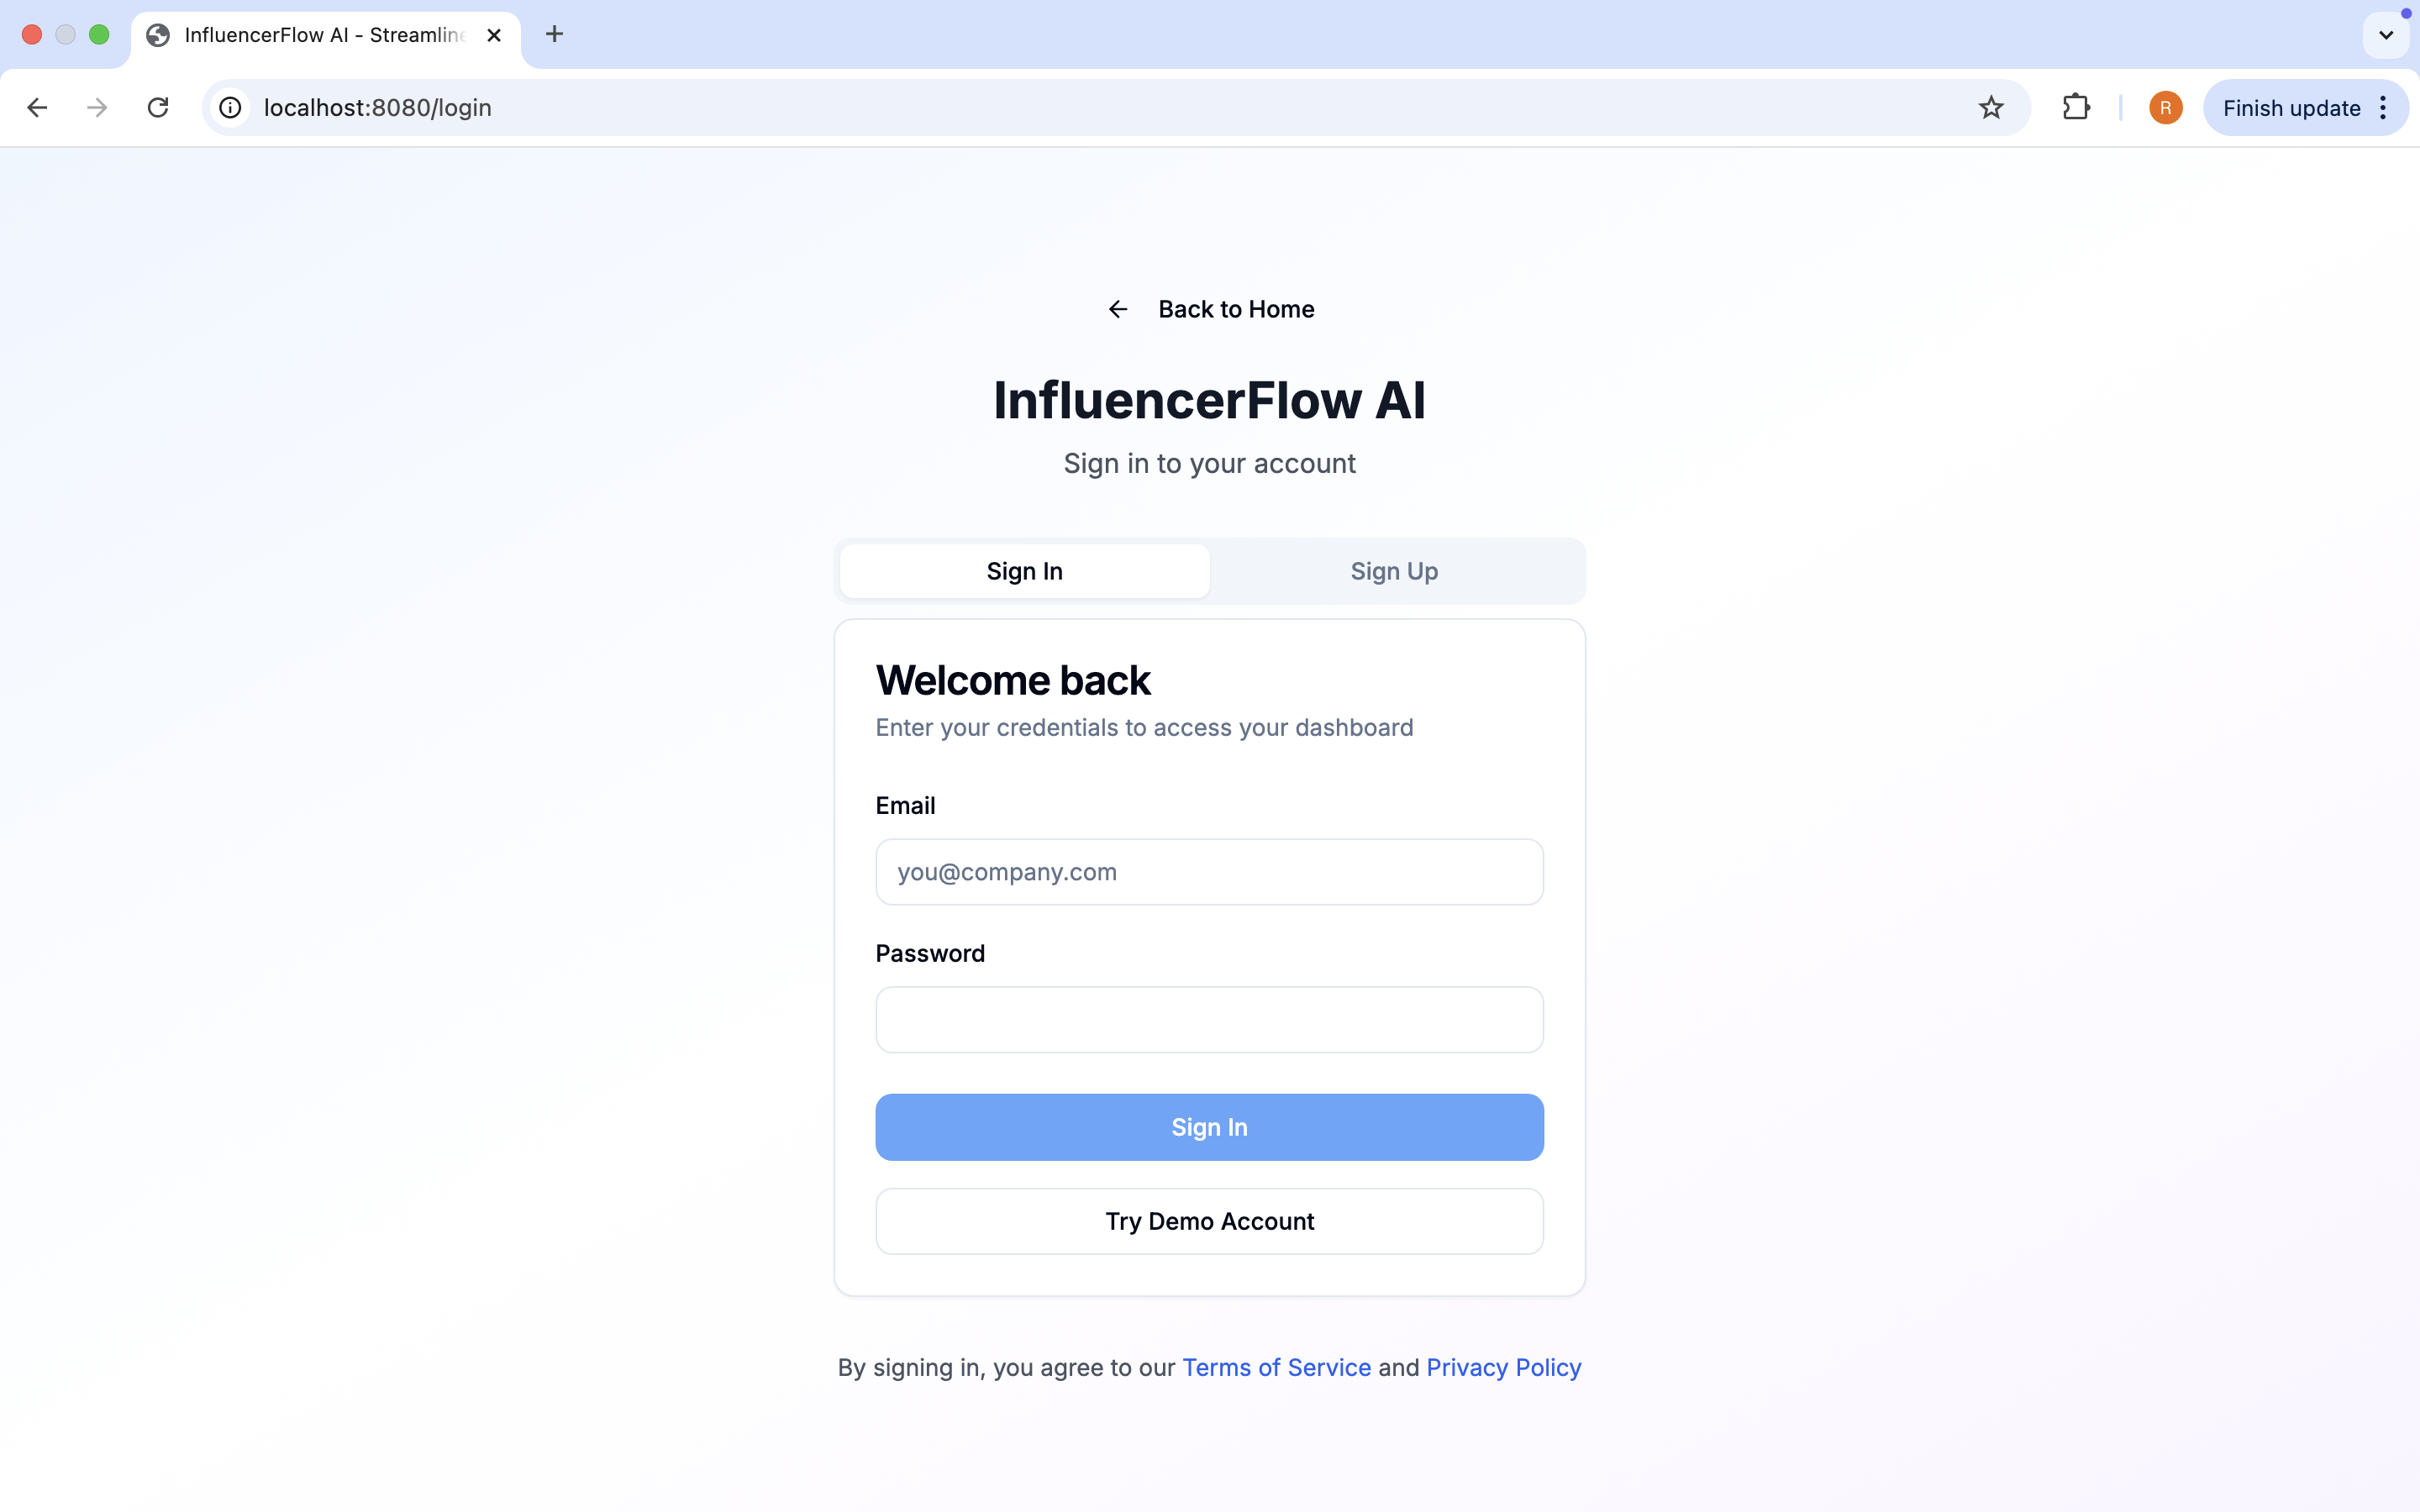 InfluencerFlow AI - Streamline
localhost:8080/login
R
Finish update
Back to Home
InfluencerFlow AI
Sign in to your account
Sign In
Sign Up
Welcome back
Enter your credentials to access your dashboard
Email
you@company.com
Password
Sign In
Try Demo Account
By signing in, you agree to our Terms of Service and Privacy Policy